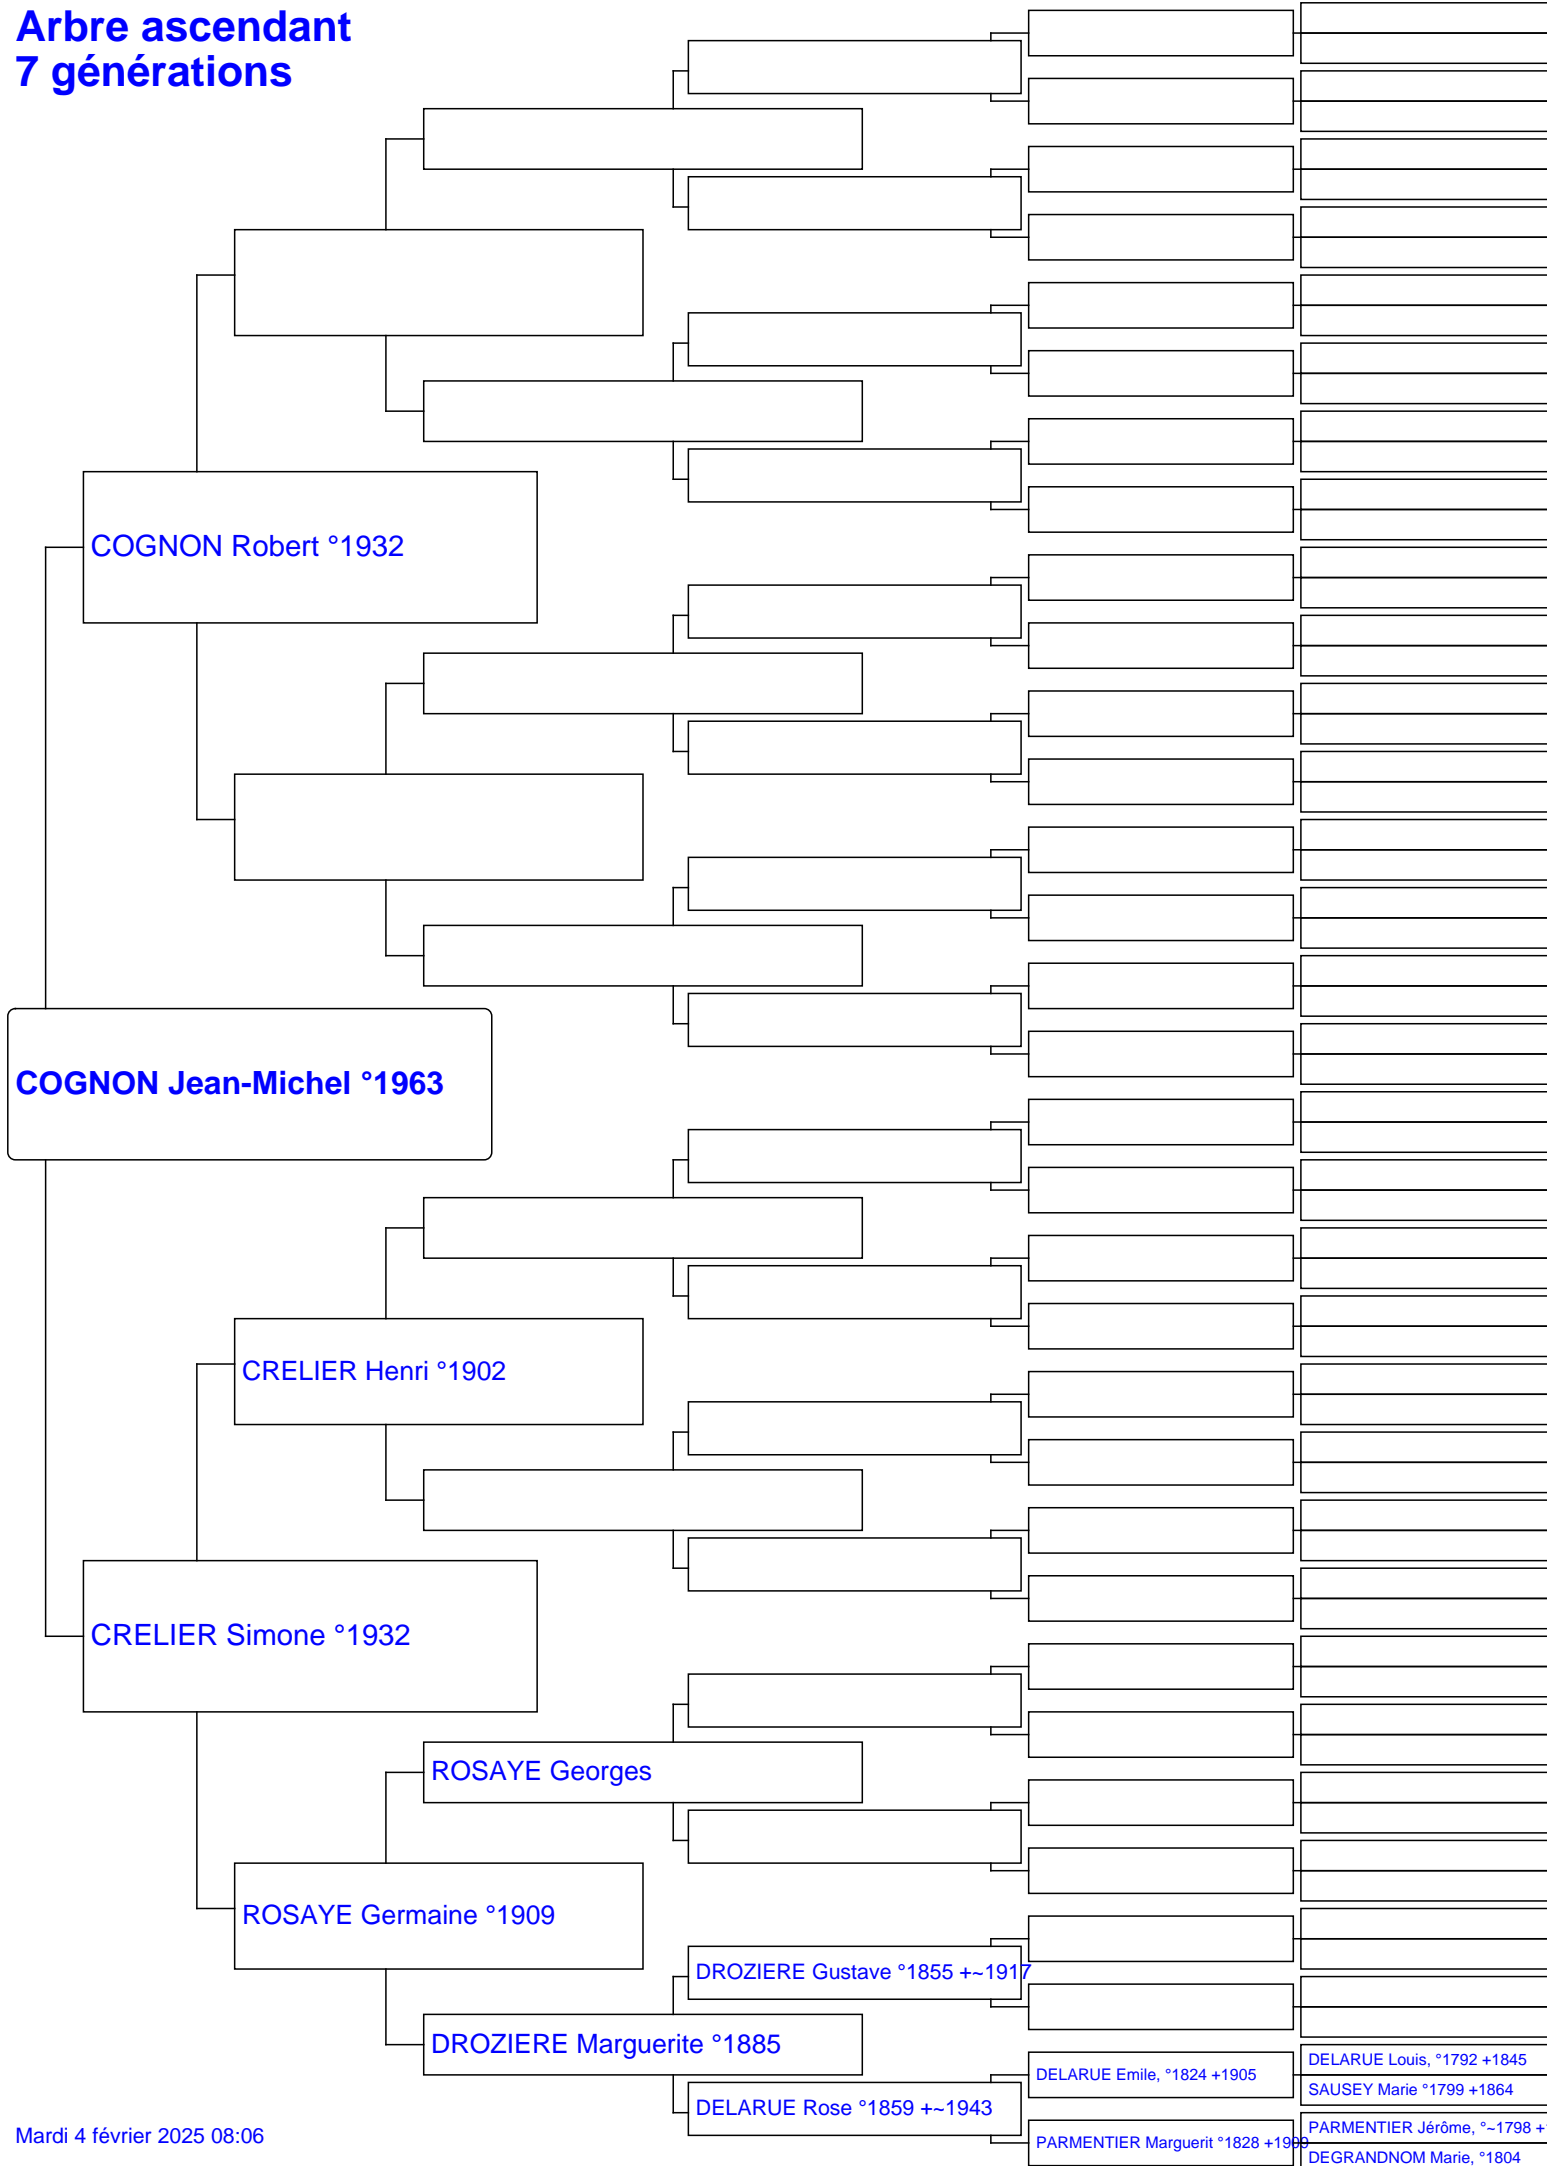 Arbre ascendant
7 générations
COGNON Robert °1932
COGNON Jean-Michel °1963
CRELIER Henri °1902
CRELIER Simone °1932
ROSAYE Georges
ROSAYE Germaine °1909
DROZIERE Gustave °1855 +~1917
DROZIERE Marguerite °1885
DELARUE Emile, °1824 +1905
DELARUE Louis, °1792 +1845
SAUSEY Marie °1799 +1864
DELARUE Rose °1859 +~1943
PARMENTIER Marguerit °1828 +1909
PARMENTIER Jérôme, °~1798 +
DEGRANDNOM Marie, °1804
Mardi 4 février 2025 08:06